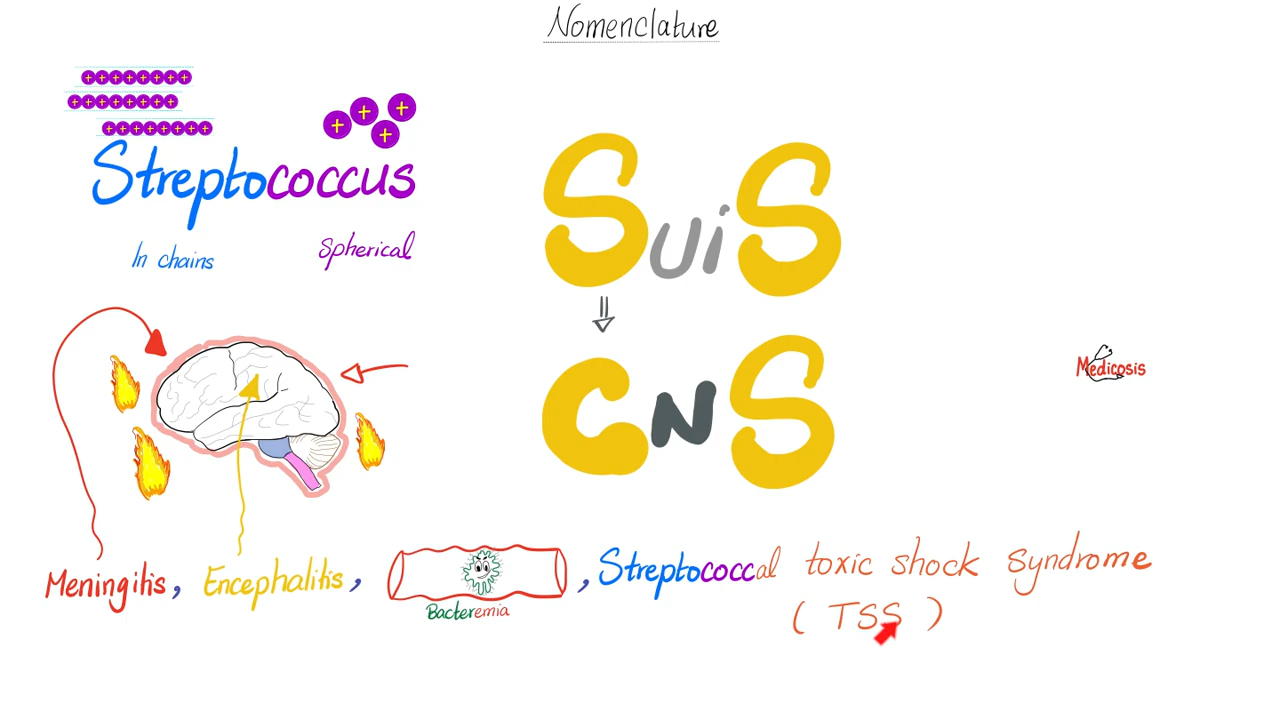 Nomenclature
Streptococcus
In chains
Spherical
SuiS
CNS
Medicosis
Meningitis, Encephalitis, Bacteremia, Streptococcal toxic shock syndrome
(TSS)